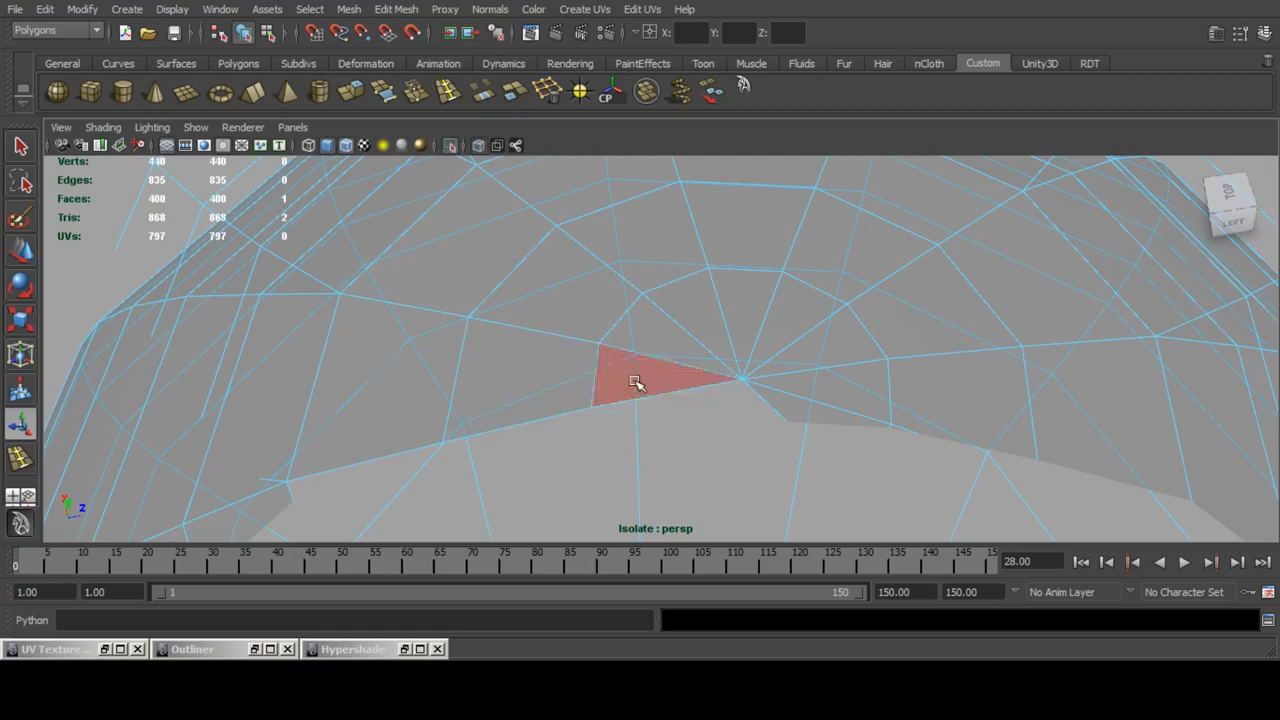 File Edit Modify Create Display Window Assets Select Mesh Edit Mesh Proxy Normals Color Create UVs Edit UVs Help
Polygons X: Y: Z:
General Curves Surfaces Polygons Subdivs Deformation Animation Dynamics Rendering PaintEffects Toon Muscle Fluids Fur Hair nCloth Custom Unity3D RDT
CP
View Shading Lighting Show Renderer Panels
Verts: 440 440 0
Edges: 835 835 0
Faces: 400 400 1
Tris: 868 868 2
UVs: 797 797 0
TOP
LEFT
Y
Z
Isolate : persp
0 5 10 15 20 25 30 35 40 45 50 55 60 65 70 75 80 85 90 95 100 105 110 115 120 125 130 135 140 145 15 28.00
1.00 1.00 1 150 150.00 150.00 No Anim Layer No Character Set
Python
UV Texture ... Outliner Hypershade